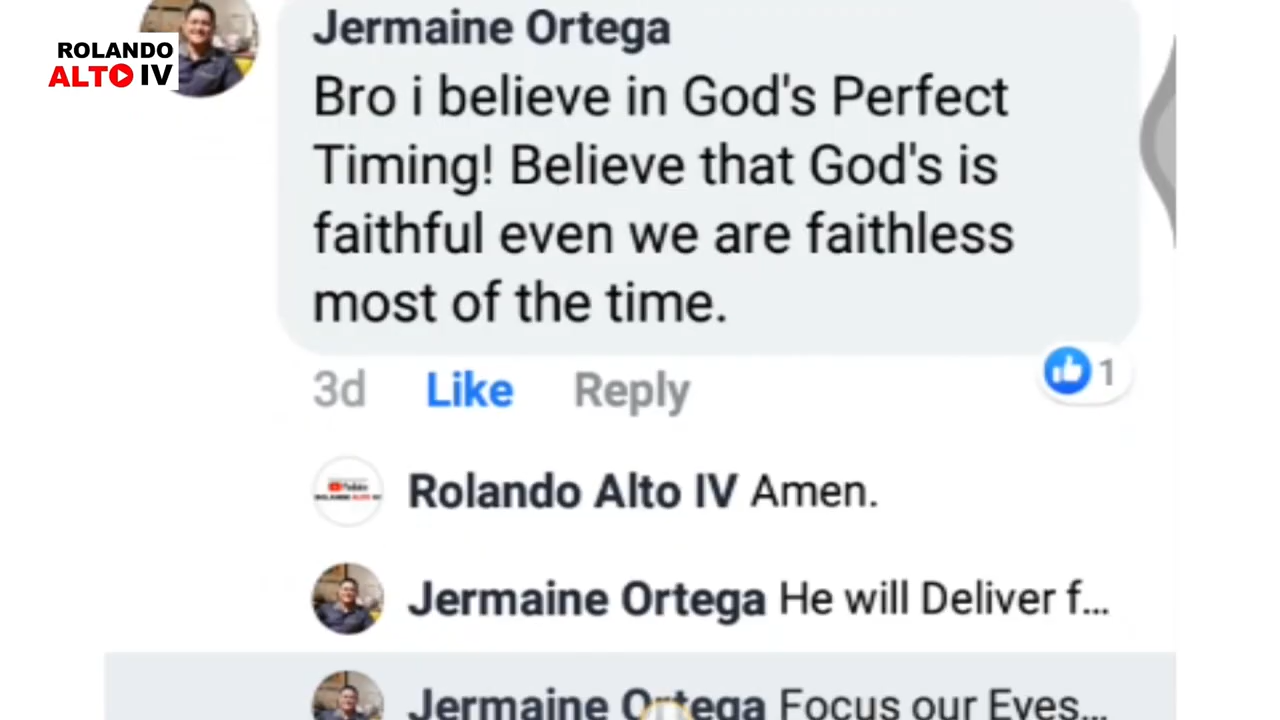 ROLANDO
ALTO IV
Jermaine Ortega
Bro i believe in God's Perfect
Timing! Believe that God's is
faithful even we are faithless
most of the time.
3d Like Reply 1
Rolando Alto IV Amen.
Jermaine Ortega He will Deliver f...
Jermaine Ortega Focus our Eyes...